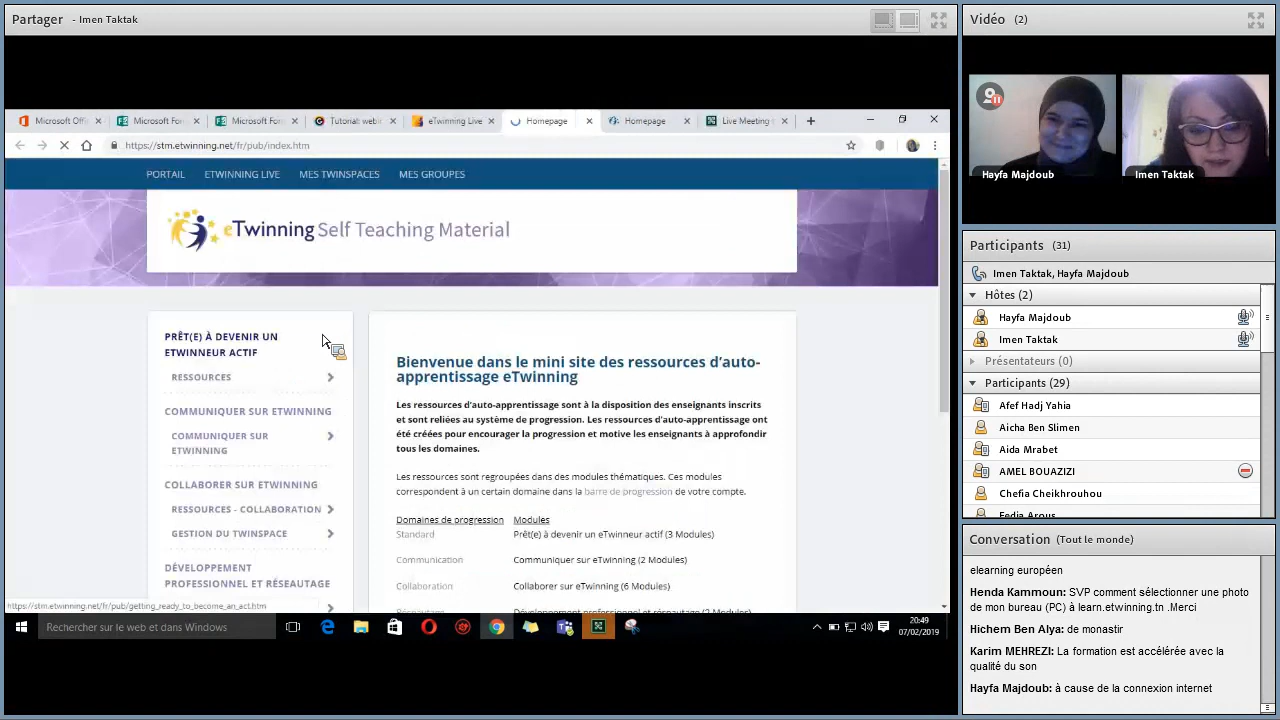 Partager - Imen Taktak
Microsoft Offi
Microsoft For
Microsoft For
Tutorial: webi
eTwinning Live
Homepage
Homepage
Live Meeting
https://stm.etwinning.net/fr/pub/index.htm
PORTAIL ETWINNING LIVE MES TWINSPACES MES GROUPES
eTwinning Self Teaching Material
PRÊT(E) À DEVENIR UN
ETWINNEUR ACTIF
RESSOURCES
COMMUNIQUER SUR ETWINNING
COMMUNIQUER SUR
ETWINNING
COLLABORER SUR ETWINNING
RESSOURCES - COLLABORATION
GESTION DU TWINSPACE
DÉVELOPPEMENT
PROFESSIONNEL ET RÉSEAUTAGE
https://stm.etwinning.net/fr/pub/getting_ready_to_become_an_act.htm
Bienvenue dans le mini site des ressources d'auto-
apprentissage eTwinning
Les ressources d'auto-apprentissage sont à la disposition des enseignants inscrits
et sont reliées au système de progression. Les ressources d'auto-apprentissage ont
été créées pour encourager la progression et motive les enseignants à approfondir
tous les domaines.
Les ressources sont regroupées dans des modules thématiques. Ces modules
correspondent à un certain domaine dans la barre de progression de votre compte.
Domaines de progression Modules
Standard Prêt(e) à devenir un eTwinneur actif (3 Modules)
Communication Communiquer sur eTwinning (2 Modules)
Collaboration Collaborer sur eTwinning (6 Modules)
Réseautage Développement professionnel et réseautage (2 Modules)
Rechercher sur le web et dans Windows
20:49
07/02/2019
Vidéo (2)
Hayfa Majdoub
Imen Taktak
Participants (31)
Imen Taktak, Hayfa Majdoub
Hôtes (2)
Hayfa Majdoub
Imen Taktak
Présentateurs (0)
Participants (29)
Afef Hadj Yahia
Aicha Ben Slimen
Aida Mrabet
AMEL BOUAZIZI
Chefia Cheikhrouhou
Fedia Arous
Conversation (Tout le monde)
elearning européen
Henda Kammoun: SVP comment sélectionner une photo
de mon bureau (PC) à learn.etwinning.tn .Merci
Hichem Ben Alya: de monastir
Karim MEHREZI: La formation est accélérée avec la
qualité du son
Hayfa Majdoub: à cause de la connexion internet